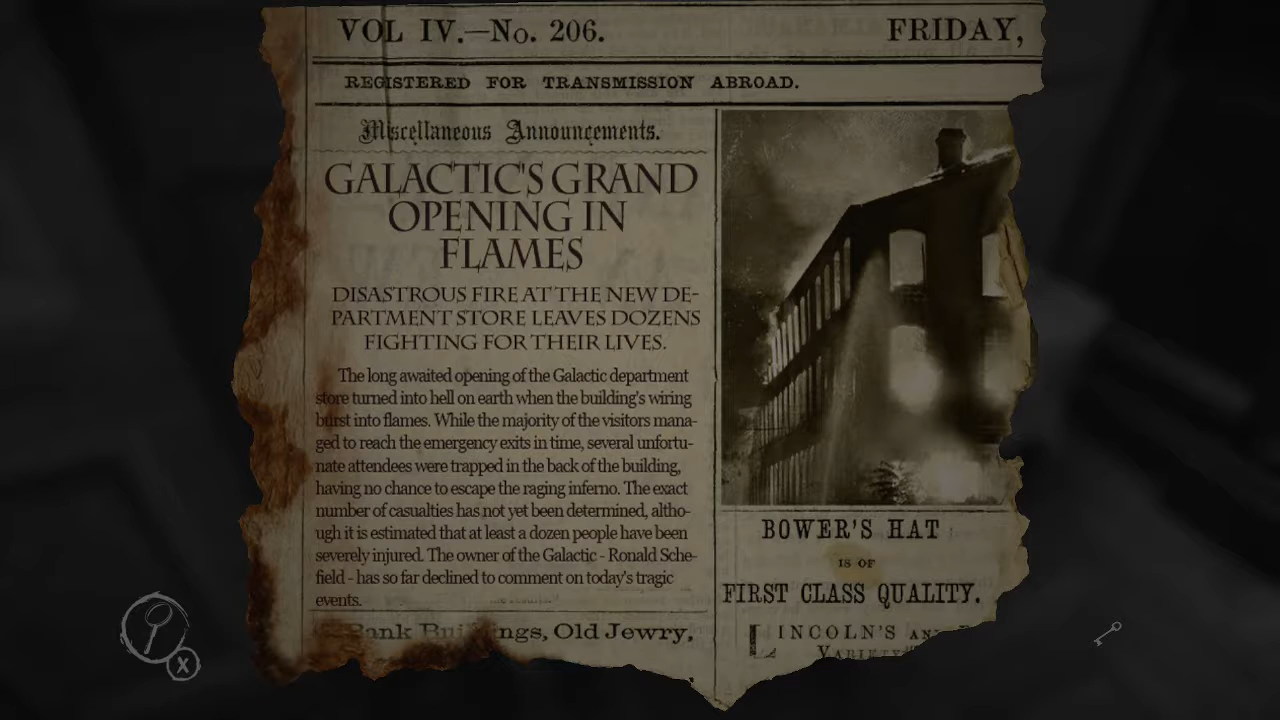 VOL IV.—No. 206.
FRIDAY,
REGISTERED FOR TRANSMISSION ABROAD.
Miscellaneous Announcements.
GALACTIC'S GRAND
OPENING IN
FLAMES
DISASTROUS FIRE AT THE NEW DE-
PARTMENT STORE LEAVES DOZENS
FIGHTING FOR THEIR LIVES.
The long awaited opening of the Galactic department
store turned into hell on earth when the building's wiring
burst into flames. While the majority of the visitors mana-
ged to reach the emergency exits in time, several unfortu-
nate attendees were trapped in the back of the building,
having no chance to escape the raging inferno. The exact
number of casualties has not yet been determined, altho-
ugh it is estimated that at least a dozen people have been
severely injured. The owner of the Galactic - Ronald Sche-
field - has so far declined to comment on today's tragic
events.
Bank Buildings, Old Jewry,
BOWER'S HAT
IS OF
FIRST CLASS QUALITY.
LINCOLN'S
X